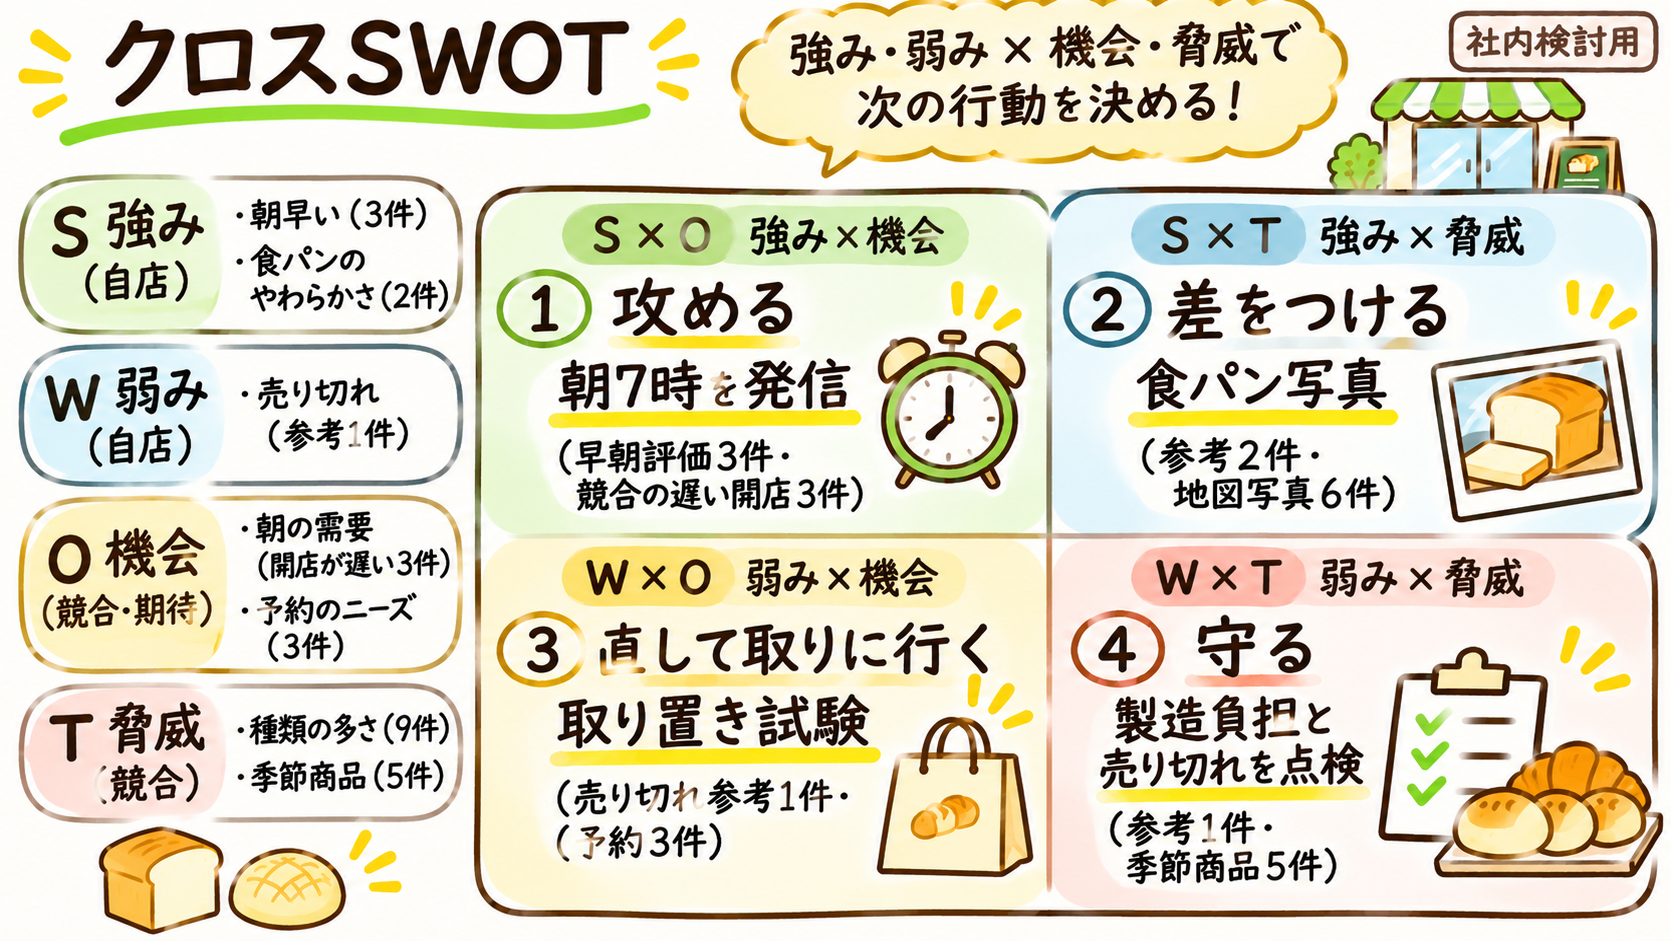 クロスSWOT
強み・弱み×機会・脅威で
次の行動を決める!
社内検討用
S 強み
(自店)
・朝早い(3件)
・食パンの
やわらかさ(2件)
W 弱み
(自店)
・売り切れ
(参考1件)
O 機会
(競合・期待)
・朝の需要
(開店が遅い3件)
・予約のニーズ
(3件)
T 脅威
(競合)
・種類の多さ(9件)
・季節商品(5件)
S×O 強み×機会
① 攻める
朝7時を発信
(早朝評価3件・
競合の遅い開店3件)
S×T 強み×脅威
② 差をつける
食パン写真
(参考2件・
地図写真6件)
W×O 弱み×機会
③ 直して取りに行く
取り置き試験
(売り切れ参考1件・
(予約3件)
W×T 弱み×脅威
④ 守る
製造負担と
売り切れを点検
(参考1件・
季節商品5件)